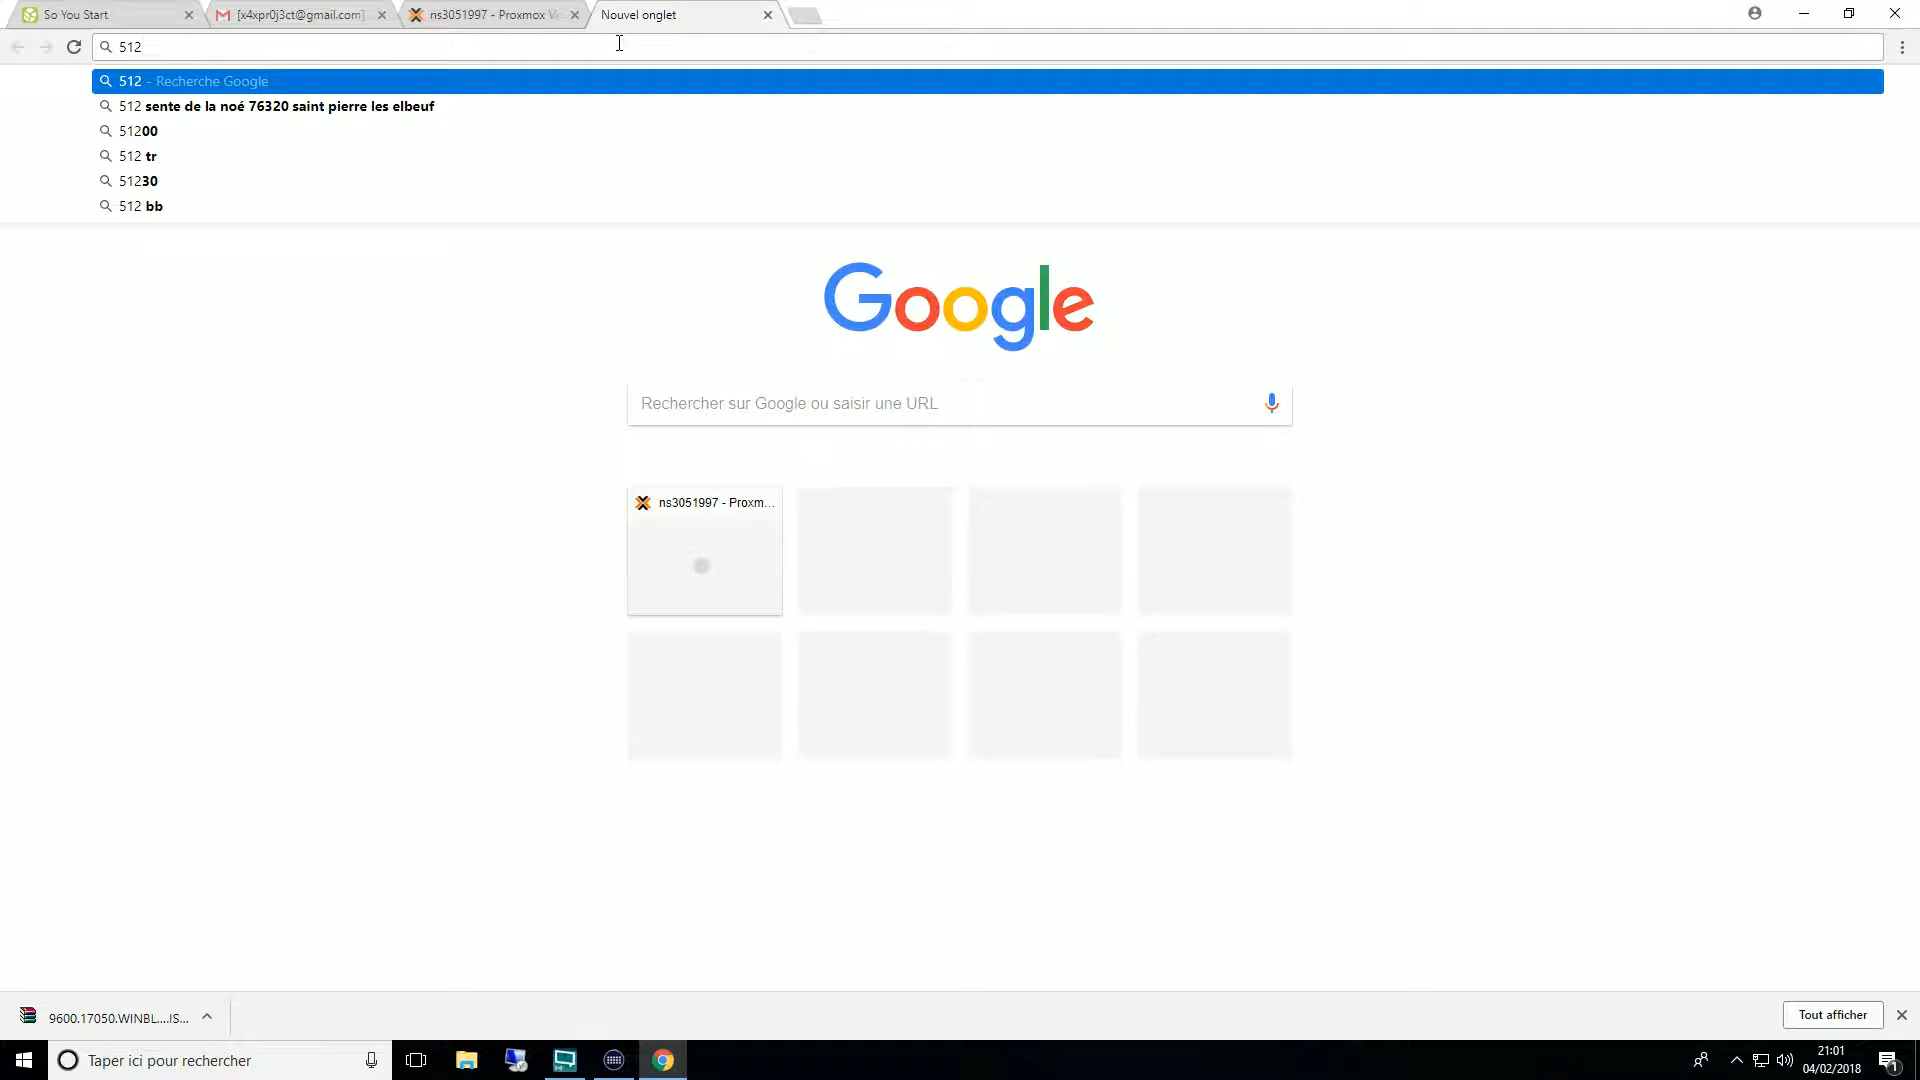 So You Start
[x4xpr0j3ct@gmail.com]
ns3051997 - Proxmox Vi
Nouvel onglet
512
512 - Recherche Google
512 sente de la noé 76320 saint pierre les elbeuf
51200
512 tr
51230
512 bb
Google
Rechercher sur Google ou saisir une URL
ns3051997 - Proxm...
9600.17050.WINBL....IS...
Tout afficher
Taper ici pour rechercher
21:01
04/02/2018
1